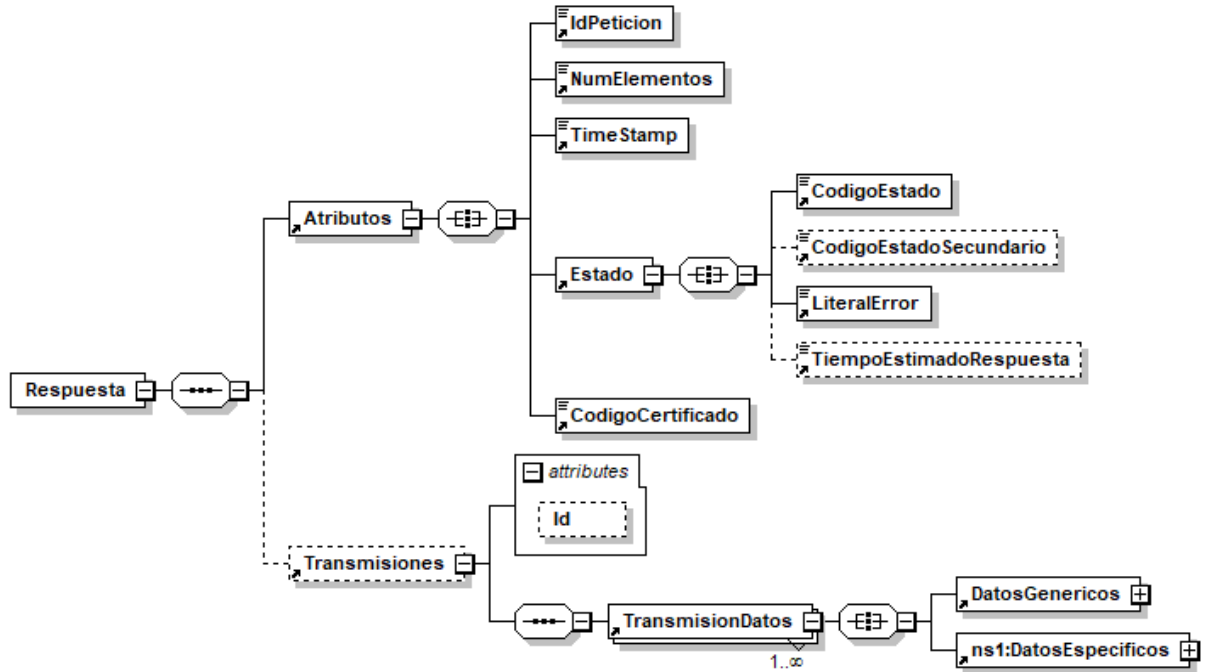 IdPeticion
NumElementos
TimeStamp
CodigoEstado
Atributos
CodigoEstadoSecundario
Estado
LiteralError
TiempoEstimadoRespuesta
Respuesta
CodigoCertificado
attributes
Id
Transmisiones
DatosGenericos
TransmisionDatos
ns1:DatosEspecificos
1..∞